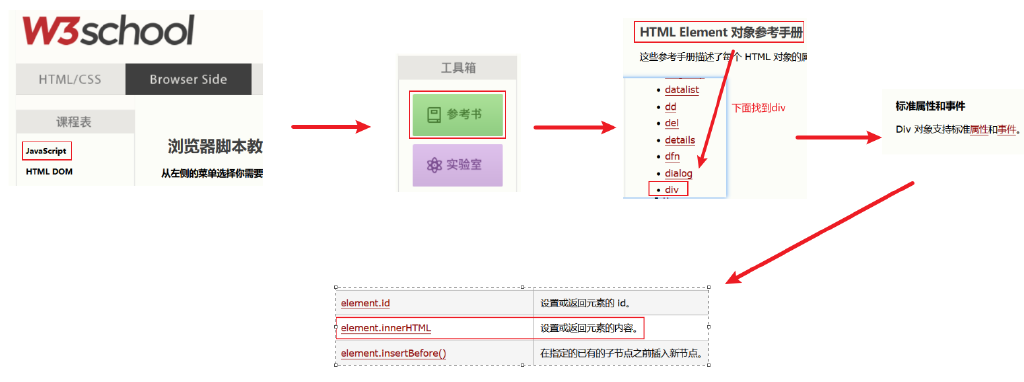 W3school
HTML/CSS
Browser Side
课程表
JavaScript
HTML DOM
浏览器脚本教
从左侧的菜单选择你需要
工具箱
参考书
实验室
HTML Element 对象参考手册
这些参考手册描述了每个 HTML 对象的属
datalist
dd
del
details
dfn
dialog
div
下面找到div
标准属性和事件
Div 对象支持标准属性和事件。
element.id 设置或返回元素的 id。
element.innerHTML 设置或返回元素的内容。
element.insertBefore() 在指定的已有的子节点之前插入新节点。